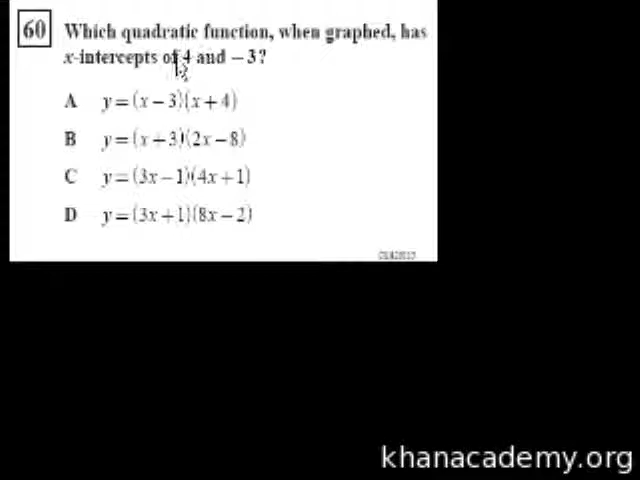 60 Which quadratic function, when graphed, has
x-intercepts of 4 and −3?
A y=(x−3)(x+4)
B y=(x+3)(2x−8)
C y=(3x−1)(4x+1)
D y=(3x+1)(8x−2)
khanacademy.org